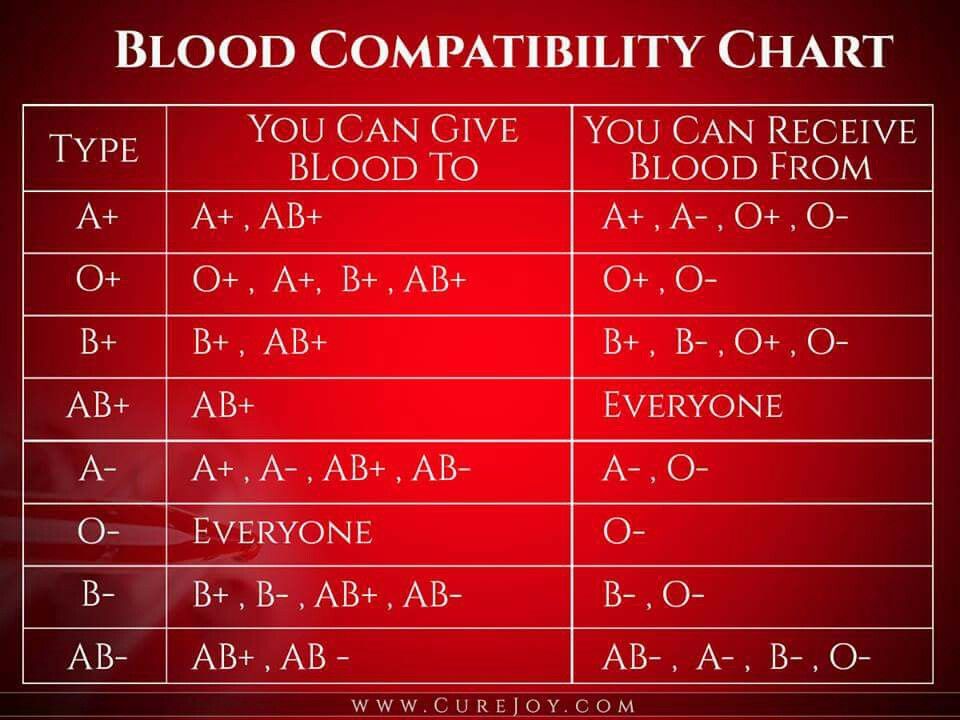 BLOOD COMPATIBILITY CHART
TYPE
YOU CAN GIVE
BLOOD TO
YOU CAN RECEIVE
BLOOD FROM
A+ A+ , AB+ A+ , A- , O+ , O-
O+ O+ , A+, B+ , AB+ O+ , O-
B+ B+ , AB+ B+ , B- , O+ , O-
AB+ AB+ EVERYONE
A- A+ , A- , AB+ , AB- A- , O-
O- EVERYONE O-
B- B+ , B- , AB+ , AB- B- , O-
AB- AB+ , AB - AB- , A- , B- , O-
WWW.CUREJOY.COM